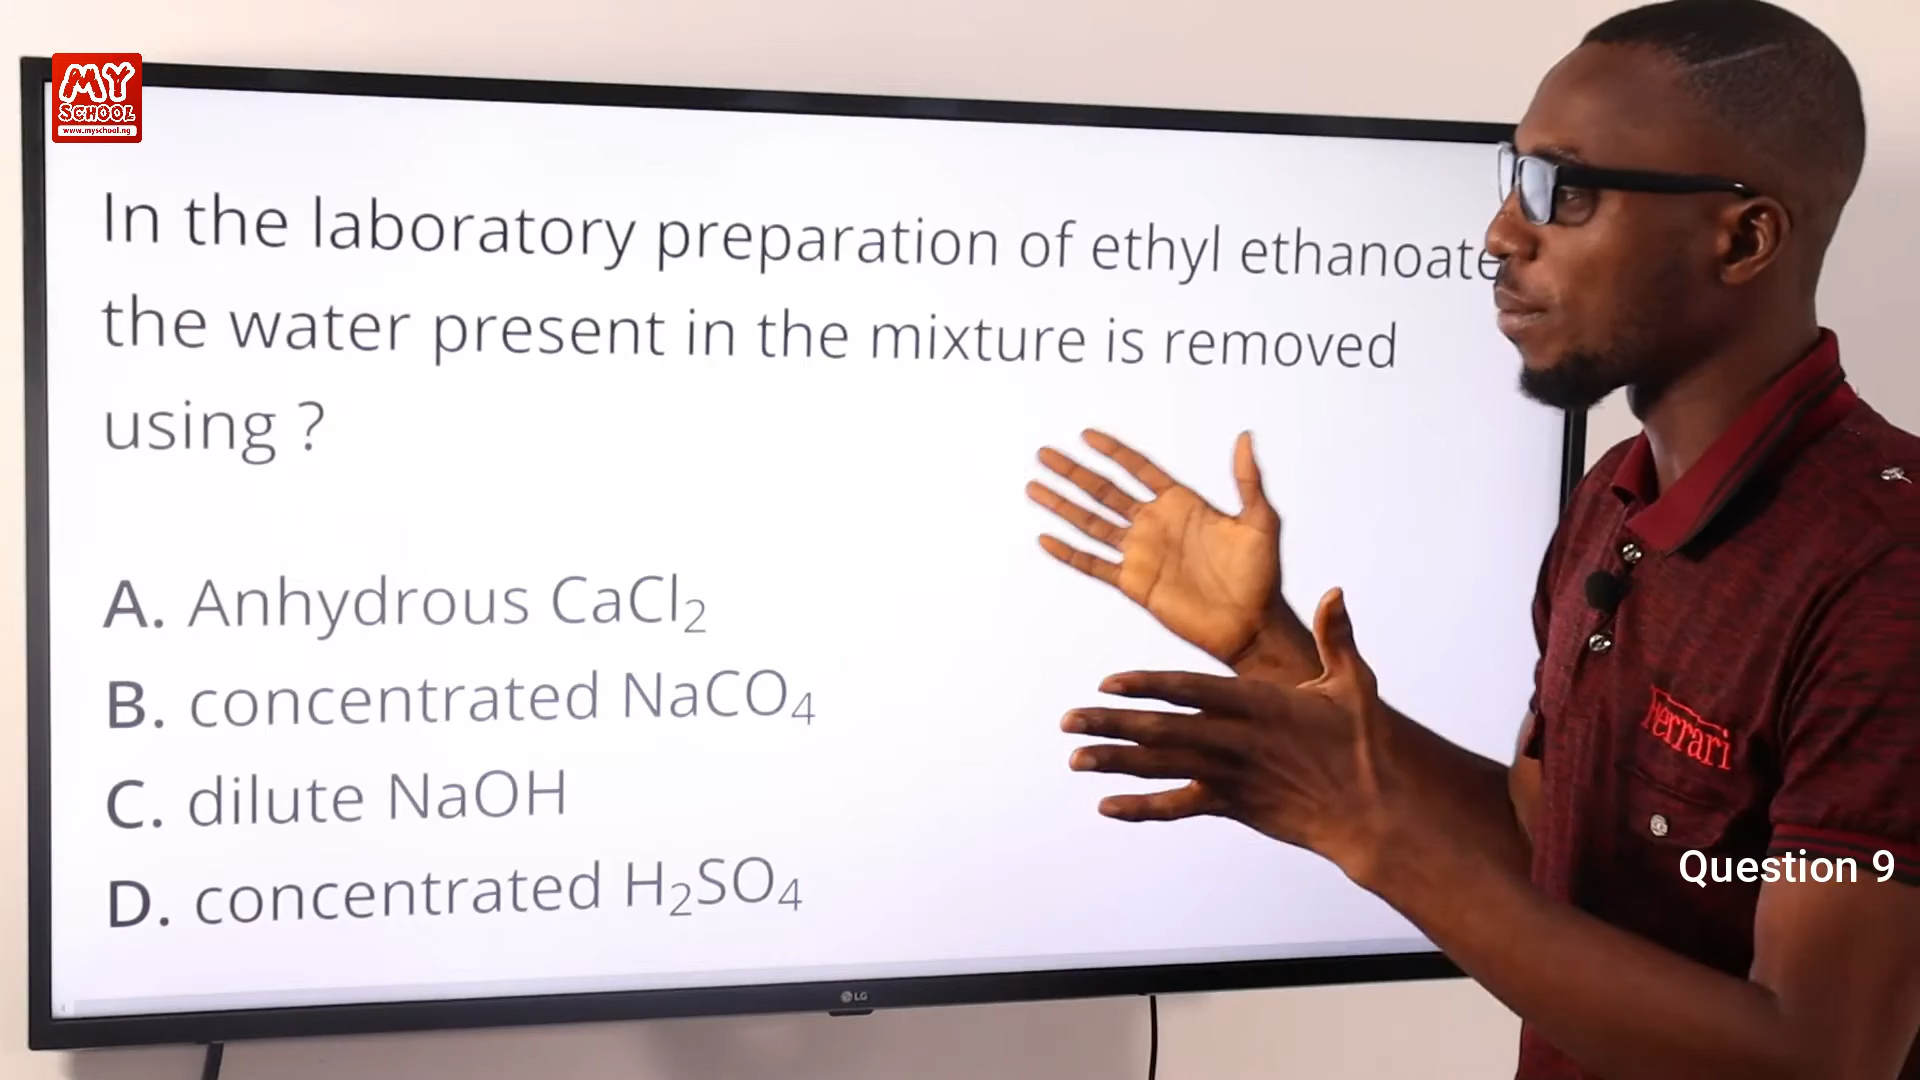 MY
SCHOOL
www.myschool.ng
In the laboratory preparation of ethyl ethanoate
the water present in the mixture is removed
using ?
A. Anhydrous CaCl₂
B. concentrated NaCO₄
C. dilute NaOH
D. concentrated H₂SO₄
LG
Ferrari
Question 9